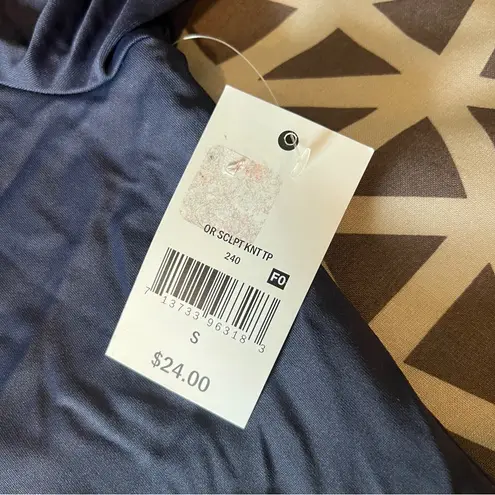 OR SCLPT KNT TP
240
F0
7 13733 96318 3
S
$24.00